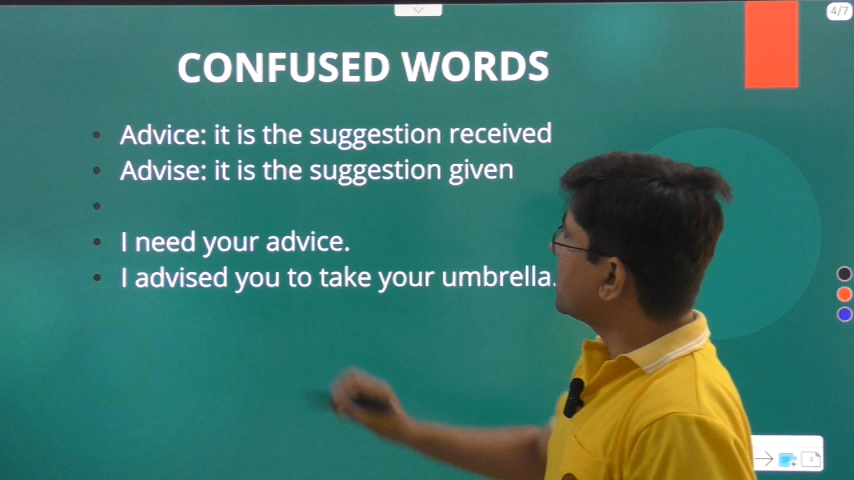 4/7
CONFUSED WORDS
Advice: it is the suggestion received
Advise: it is the suggestion given
I need your advice.
I advised you to take your umbrella.